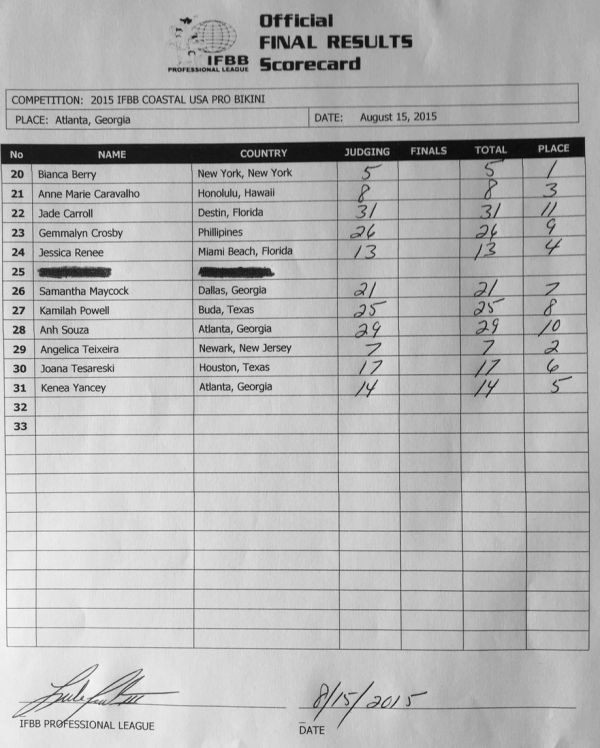 Official
FINAL RESULTS
IFBB Scorecard
PROFESSIONAL LEAGUE
COMPETITION: 2015 IFBB COASTAL USA PRO BIKINI
PLACE: Atlanta, Georgia DATE: August 15, 2015
No NAME COUNTRY JUDGING FINALS TOTAL PLACE
20 Bianca Berry New York, New York 5 5 1
21 Anne Marie Caravalho Honolulu, Hawaii 8 8 3
22 Jade Carroll Destin, Florida 31 31 11
23 Gemmalyn Crosby Phillipines 26 26 9
24 Jessica Renee Miami Beach, Florida 13 13 4
25
26 Samantha Maycock Dallas, Georgia 21 21 7
27 Kamilah Powell Buda, Texas 25 25 8
28 Anh Souza Atlanta, Georgia 29 29 10
29 Angelica Teixeira Newark, New Jersey 7 7 2
30 Joana Tesareski Houston, Texas 17 17 6
31 Kenea Yancey Atlanta, Georgia 14 14 5
32
33
8/15/2015
IFBB PROFESSIONAL LEAGUE DATE